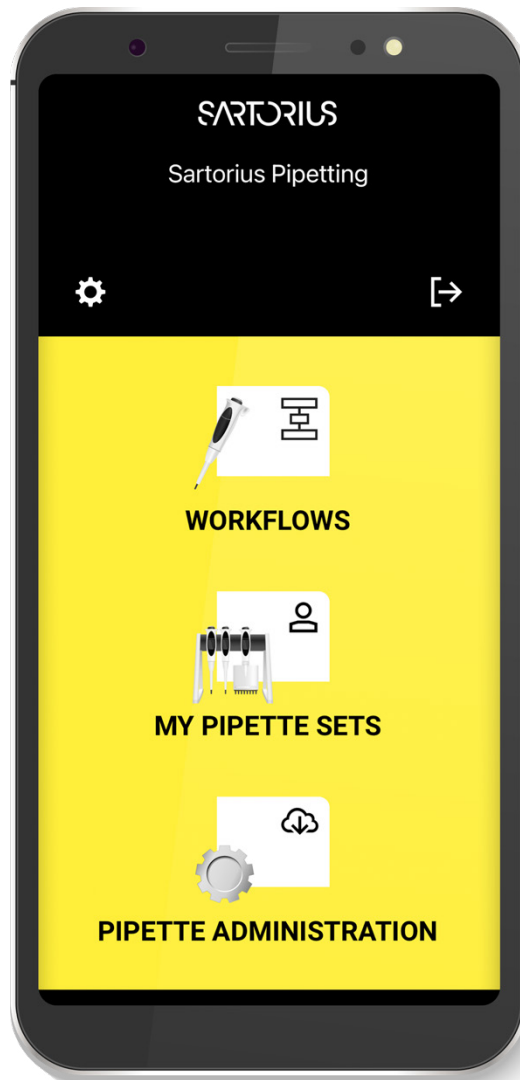 SARTORIUS
Sartorius Pipetting
WORKFLOWS
MY PIPETTE SETS
PIPETTE ADMINISTRATION